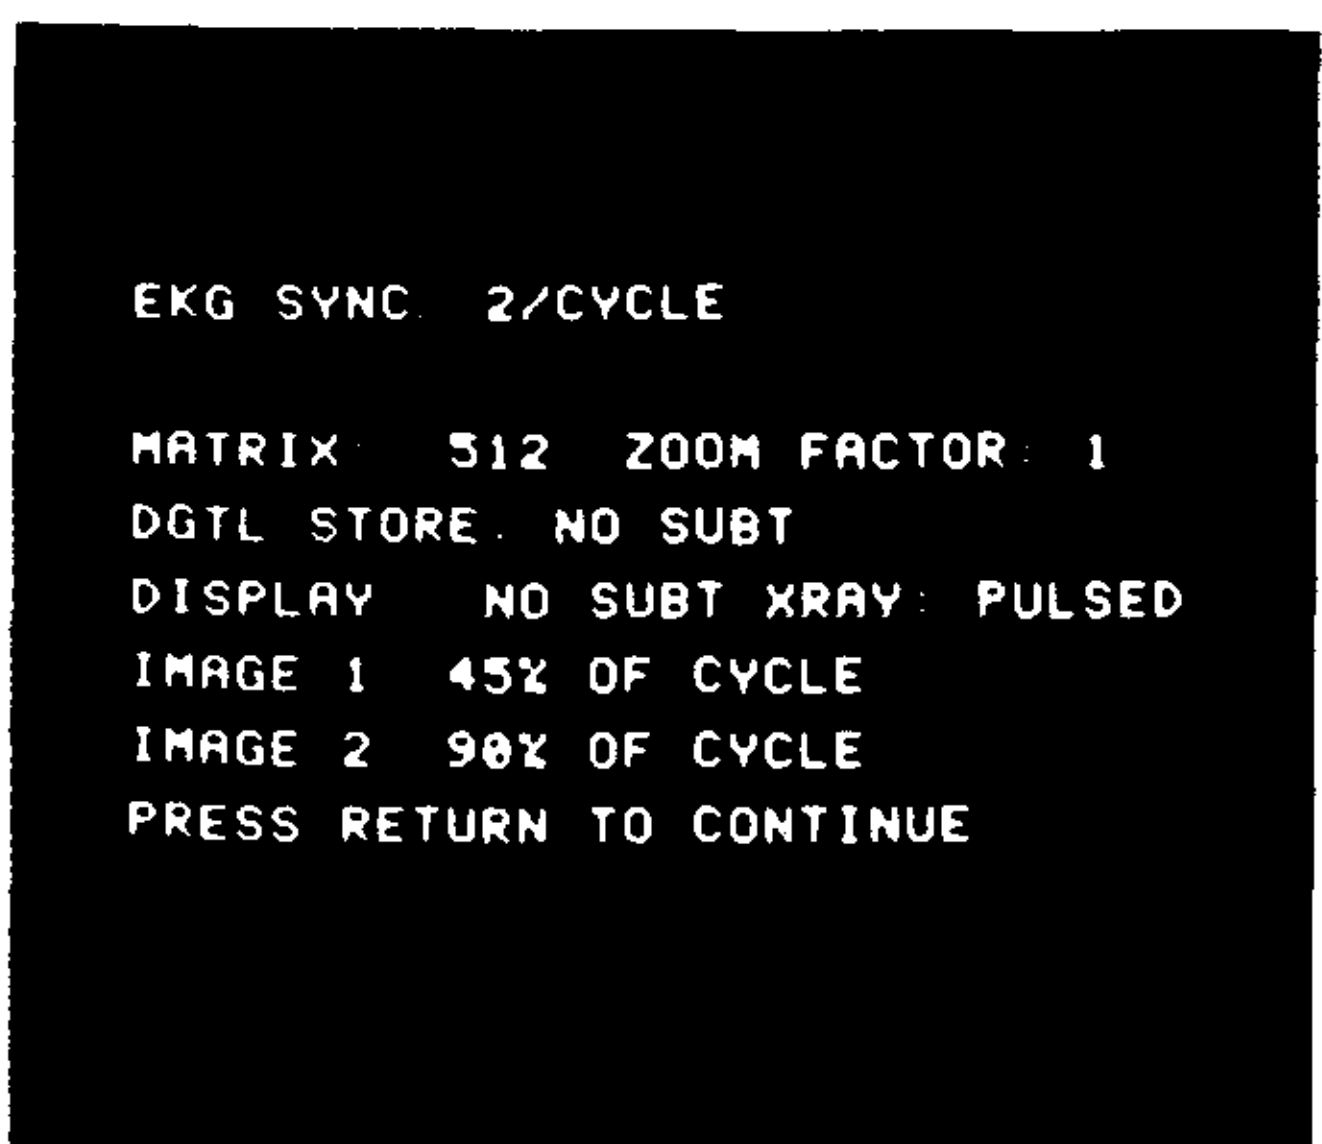 EKG SYNC: 2/CYCLE
MATRIX: 512 ZOOM FACTOR: 1
DGTL STORE: NO SUBT
DISPLAY NO SUBT XRAY: PULSED
IMAGE 1 45% OF CYCLE
IMAGE 2 90% OF CYCLE
PRESS RETURN TO CONTINUE